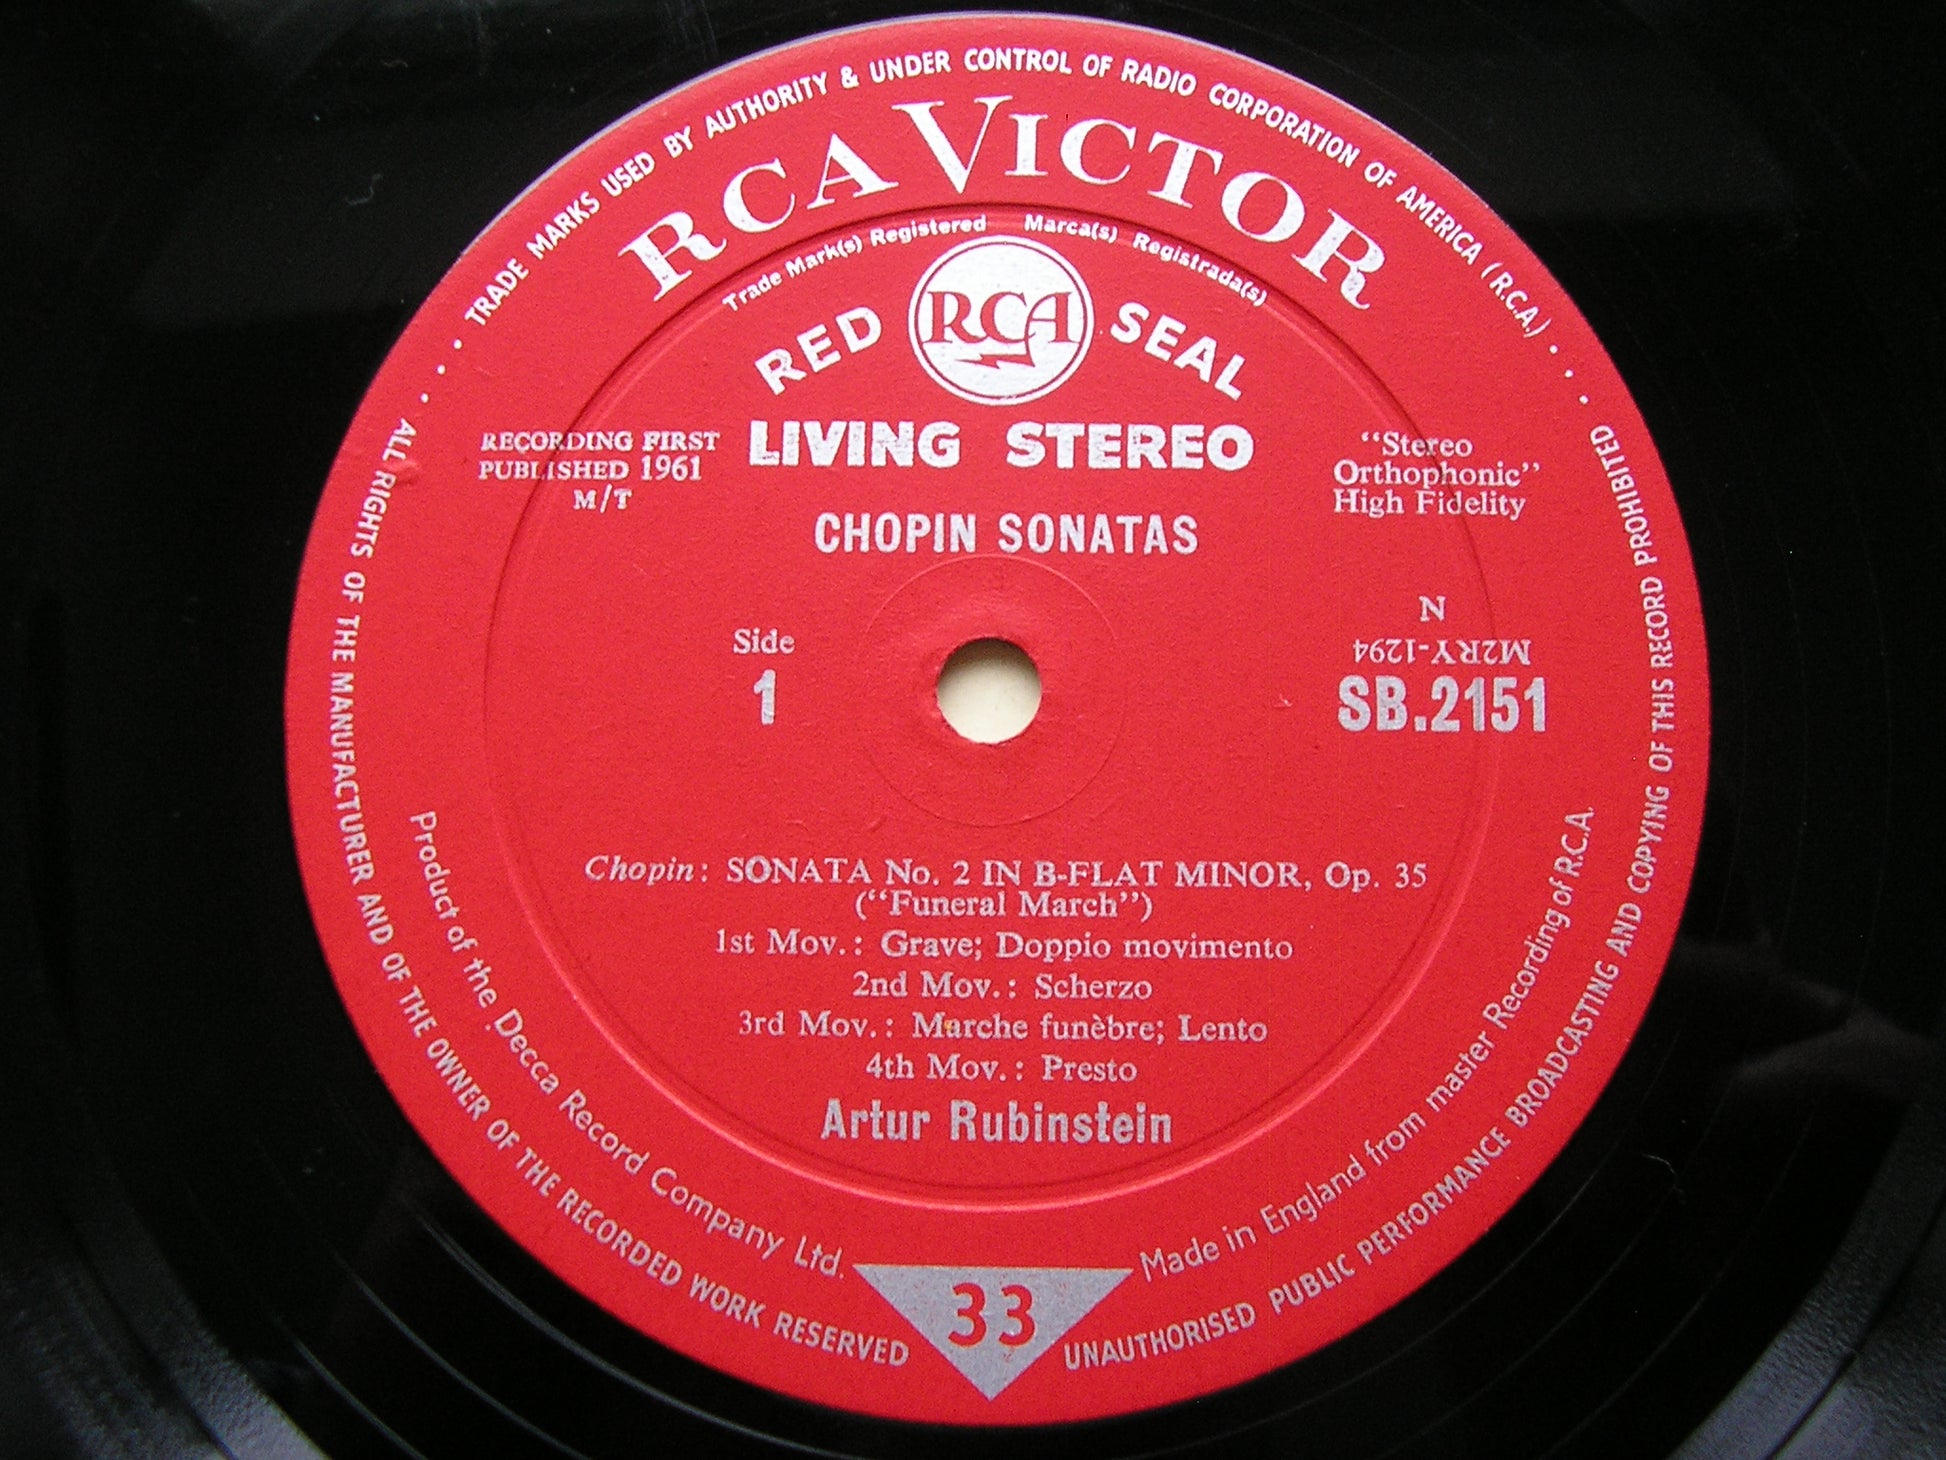 TRADE MARKS USED BY AUTHORITY & UNDER CONTROL OF RADIO CORPORATION OF AMERICA (R.C.A.)
RCA VICTOR
Trade Mark(s) Registered Marca(s) Registrada(s)
RED RCA SEAL
LIVING STEREO
RECORDING FIRST
PUBLISHED 1961
M/T
"Stereo
Orthophonic"
High Fidelity
CHOPIN SONATAS
Side
1
N
M2RY-1294
SB.2151
Chopin: SONATA No. 2 IN B-FLAT MINOR, Op. 35
("Funeral March")
1st Mov.: Grave; Doppio movimento
2nd Mov.: Scherzo
3rd Mov.: Marche funèbre; Lento
4th Mov.: Presto
Artur Rubinstein
Product of the Decca Record Company Ltd.
Made in England from master Recording of R.C.A.
33
ALL RIGHTS OF THE MANUFACTURER AND OF THE OWNER OF THE RECORDED WORK RESERVED
UNAUTHORISED PUBLIC PERFORMANCE BROADCASTING AND COPYING OF THIS RECORD PROHIBITED